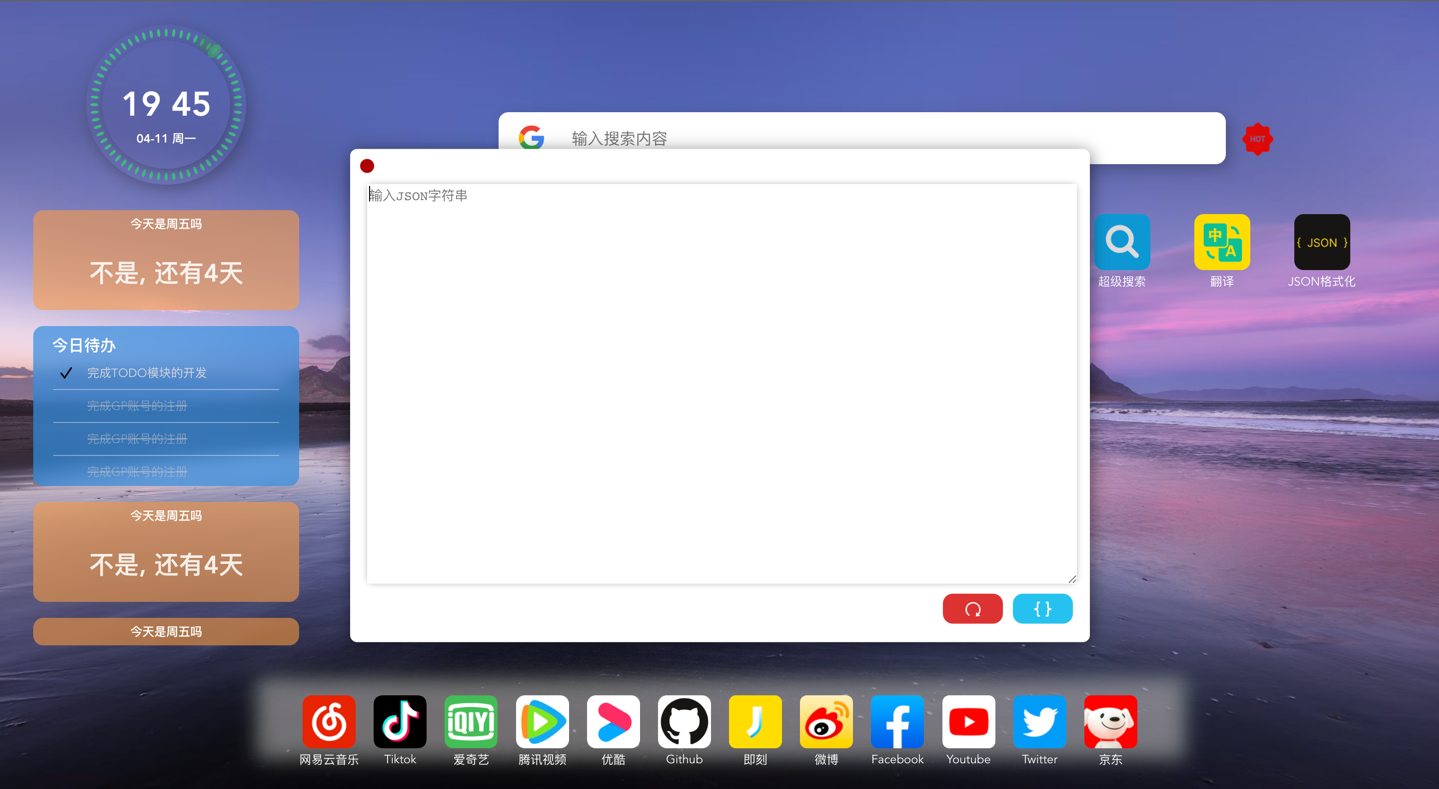 19 45
04-11 周一
输入搜索内容
HOT
今天是周五吗
不是, 还有4天
今日待办
完成TODO模块的开发
完成GP账号的注册
完成GP账号的注册
完成GP账号的注册
今天是周五吗
不是, 还有4天
今天是周五吗
输入JSON字符串
{}
中
A
{ JSON }
超级搜索
翻译
JSON格式化
iQIYI
网易云音乐
Tiktok
爱奇艺
腾讯视频
优酷
Github
即刻
微博
Facebook
Youtube
Twitter
京东